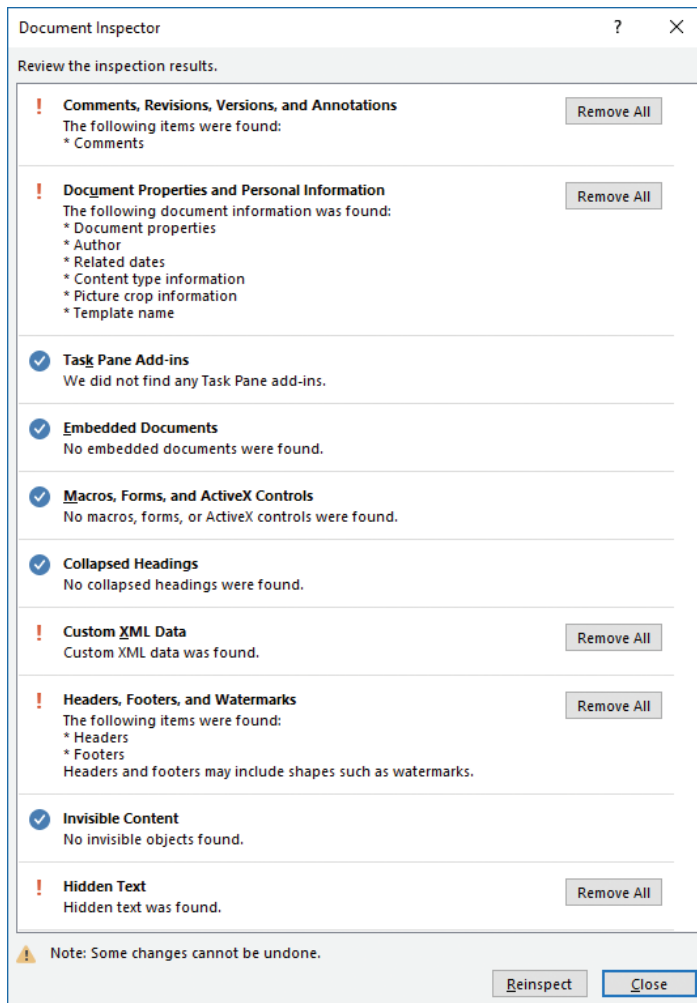 Document Inspector
?
Review the inspection results.
! Comments, Revisions, Versions, and Annotations
Remove All
The following items were found:
* Comments
! Document Properties and Personal Information
Remove All
The following document information was found:
* Document properties
* Author
* Related dates
* Content type information
* Picture crop information
* Template name
Task Pane Add-ins
We did not find any Task Pane add-ins.
Embedded Documents
No embedded documents were found.
Macros, Forms, and ActiveX Controls
No macros, forms, or ActiveX controls were found.
Collapsed Headings
No collapsed headings were found.
! Custom XML Data
Remove All
Custom XML data was found.
! Headers, Footers, and Watermarks
Remove All
The following items were found:
* Headers
* Footers
Headers and footers may include shapes such as watermarks.
Invisible Content
No invisible objects found.
! Hidden Text
Remove All
Hidden text was found.
Note: Some changes cannot be undone.
Reinspect
Close